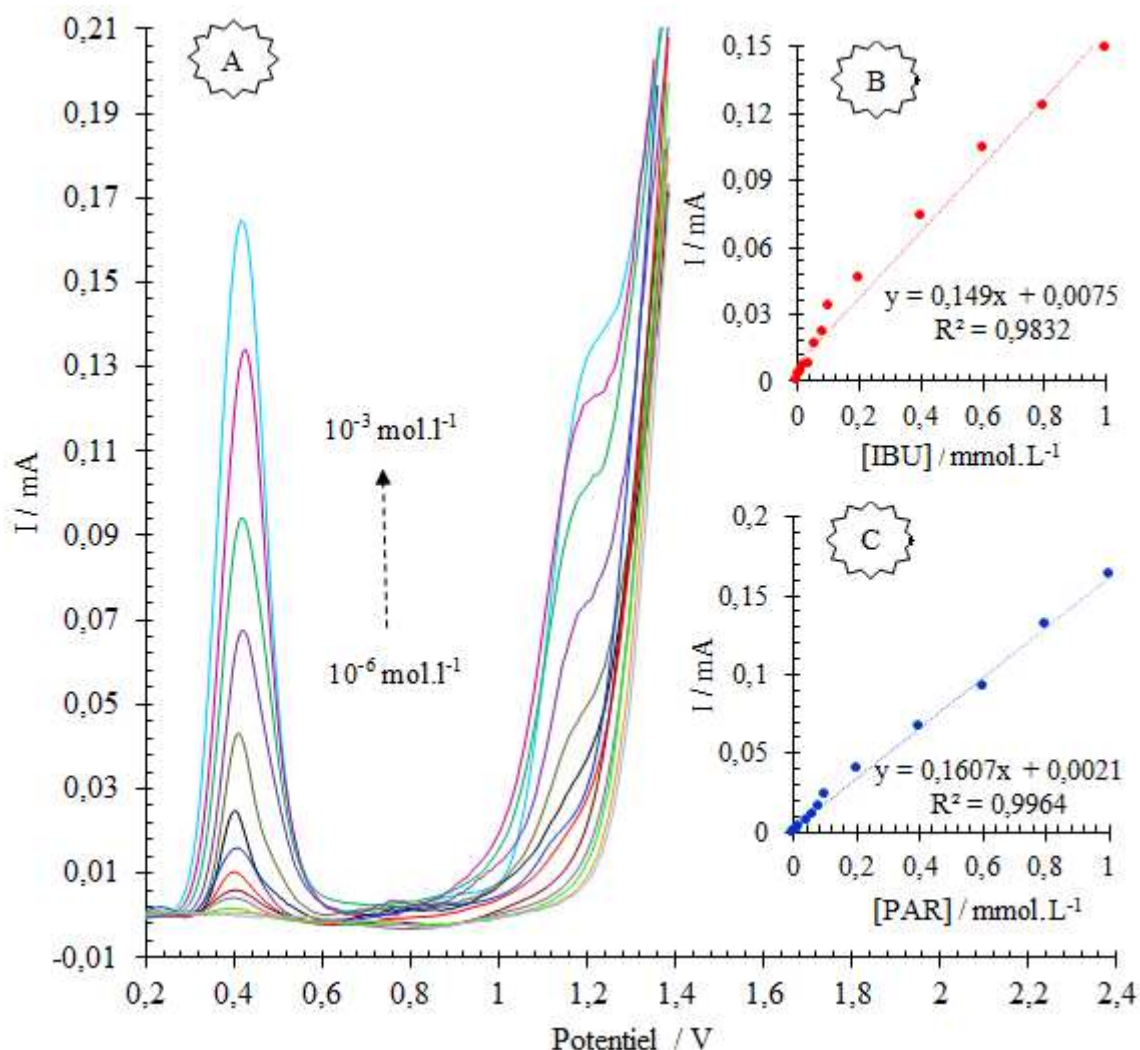 A
0,21
0,19
0,17
0,15
0,13
0,11
0,09
0,07
0,05
0,03
0,01
-0,01
I / mA
0,2 0,4 0,6 0,8 1 1,2 1,4 1,6 1,8 2 2,2 2,4
Potentiel / V
10⁻³ mol.l⁻¹
10⁻⁶ mol.l⁻¹
B
0,15
0,12
0,09
0,06
0,03
0
I / mA
y = 0,149x + 0,0075
R² = 0,9832
0 0,2 0,4 0,6 0,8 1
[IBU] / mmol.L⁻¹
C
0,2
0,15
0,1
0,05
0
I / mA
y = 0,1607x + 0,0021
R² = 0,9964
0 0,2 0,4 0,6 0,8 1
[PAR] / mmol.L⁻¹